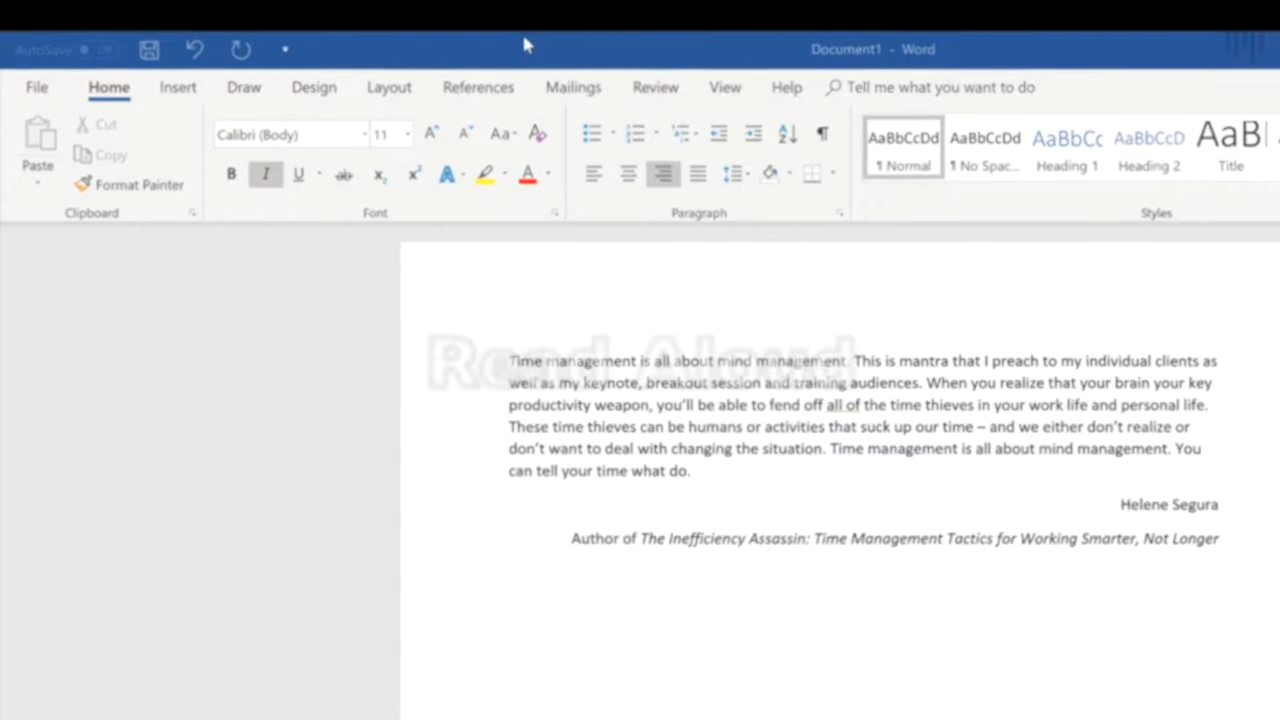 AutoSave Off
Document1 - Word
File Home Insert Draw Design Layout References Mailings Review View Help Tell me what you want to do
Paste
Cut
Copy
Format Painter
Clipboard
Calibri (Body) 11
Font
Paragraph
AaBbCcDd AaBbCcDd AaBbCc AaBbCcD AaB
¶ Normal ¶ No Spac... Heading 1 Heading 2 Title
Styles
Read Aloud
Time management is all about mind management. This is mantra that I preach to my individual clients as
well as my keynote, breakout session and training audiences. When you realize that your brain your key
productivity weapon, you’ll be able to fend off all of the time thieves in your work life and personal life.
These time thieves can be humans or activities that suck up our time – and we either don’t realize or
don’t want to deal with changing the situation. Time management is all about mind management. You
can tell your time what do.
Helene Segura
Author of The Inefficiency Assassin: Time Management Tactics for Working Smarter, Not Longer